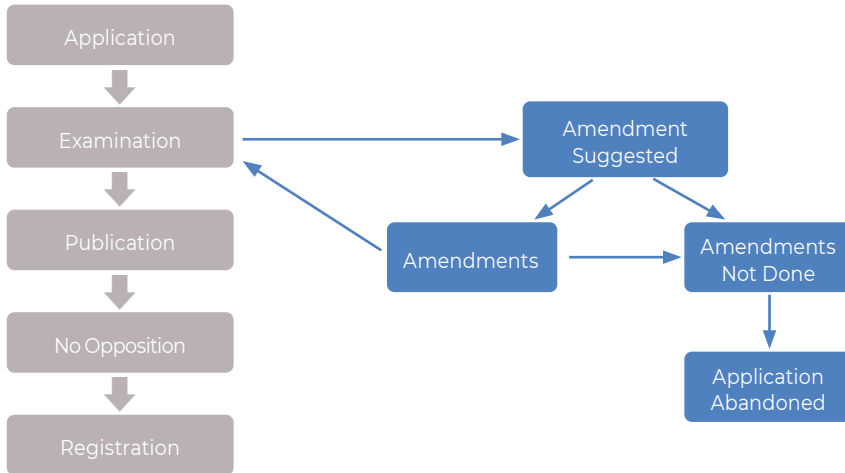 Application
Examination
Publication
No Opposition
Registration
Amendment
Suggested
Amendments
Amendments
Not Done
Application
Abandoned